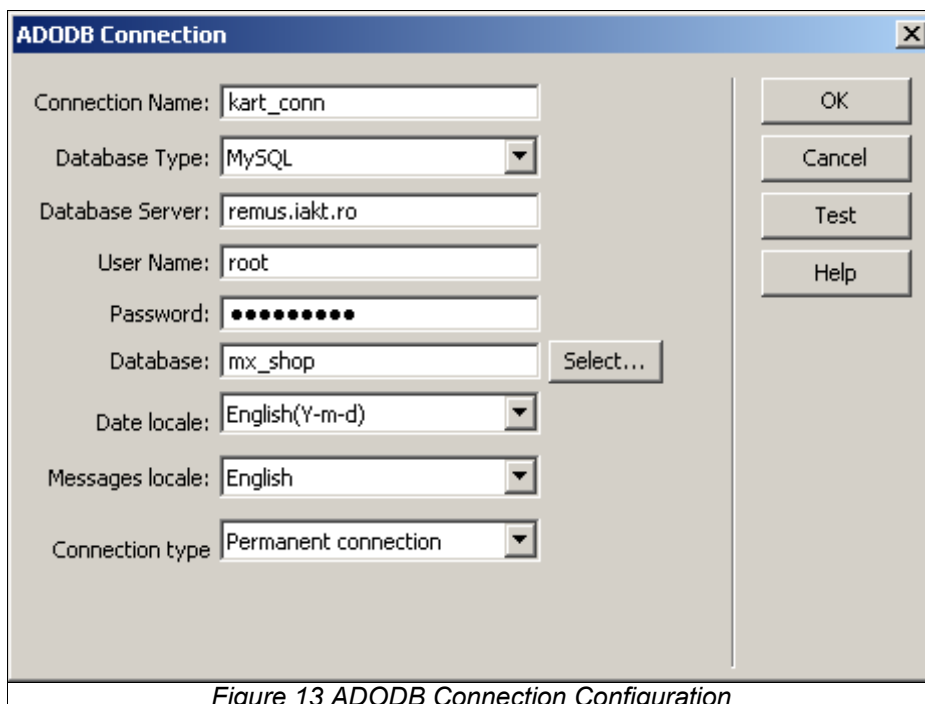 ADODB Connection
Connection Name: kart_conn
OK
Database Type: MySQL
Cancel
Database Server: remus.iakt.ro
Test
User Name: root
Help
Password: ●●●●●●●●●
Database: mx_shop Select...
Date locale: English(Y-m-d)
Messages locale: English
Connection type Permanent connection
Figure 13 ADODB Connection Configuration